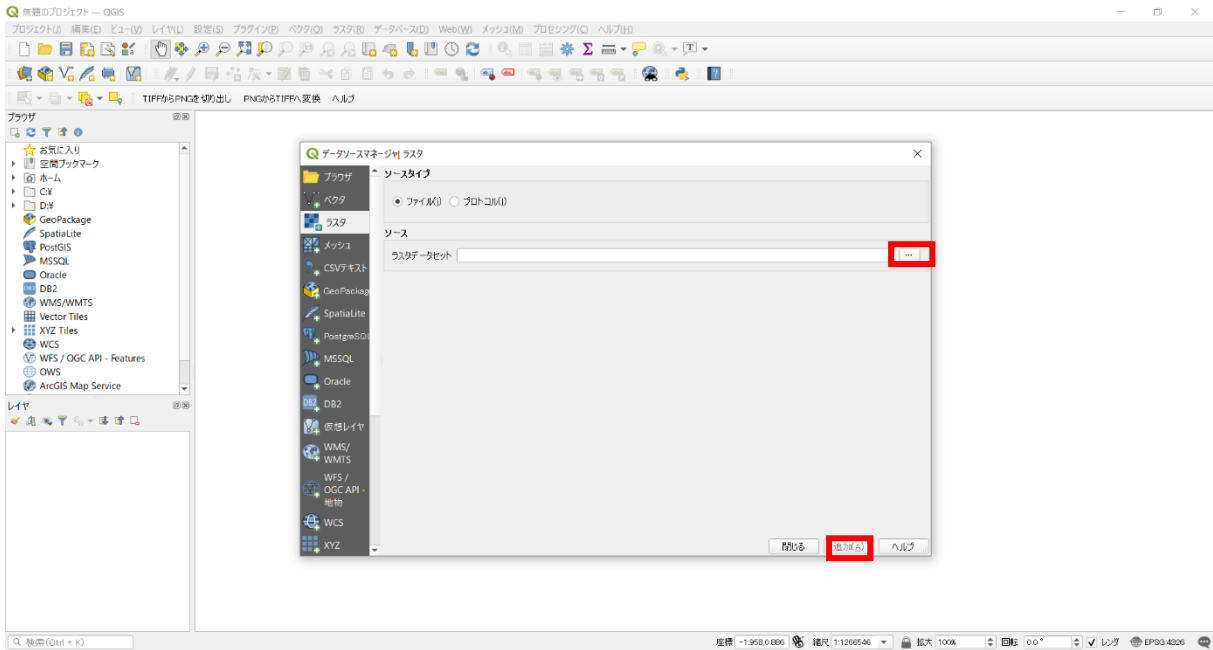 無題のプロジェクト — QGIS
プロジェクト(J) 編集(E) ビュー(V) レイヤ(L) 設定(S) プラグイン(P) ベクタ(O) ラスタ(R) データベース(D) Web(W) メッシュ(M) プロセシング(C) ヘルプ(H)
TIFFからPNGを切り出し PNGからTIFFへ変換 ヘルプ
ブラウザ
お気に入り
空間ブックマーク
ホーム
C:¥
D:¥
GeoPackage
SpatiaLite
PostGIS
MSSQL
Oracle
DB2
WMS/WMTS
Vector Tiles
XYZ Tiles
WCS
WFS / OGC API - Features
OWS
ArcGIS Map Service
レイヤ
データソースマネージャ| ラスタ
ブラウザ
ベクタ
ラスタ
メッシュ
CSVテキスト
GeoPackag
SpatiaLite
PostgreSQL
MSSQL
Oracle
DB2
仮想レイヤ
WMS/
WMTS
WFS /
OGC API -
地物
WCS
XYZ
ソースタイプ
ファイル(i) プロトコル(l)
ソース
ラスタデータセット ...
閉じる 追加(A) ヘルプ
検索(Ctrl + K) 座標 -1.958,0.886 縮尺 1:1266546 拡大 100% 回転 0.0 ° レンダ EPSG:4326